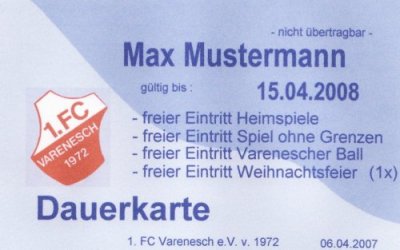 - nicht übertragbar -
Max Mustermann
gültig bis :
15.04.2008
- freier Eintritt Heimspiele
- freier Eintritt Spiel ohne Grenzen
- freier Eintritt Varenescher Ball
- freier Eintritt Weihnachtsfeier (1x)
1.FC
VARENESCH
1972
Dauerkarte
1. FC Varenesch e.V. v. 1972
06.04.2007